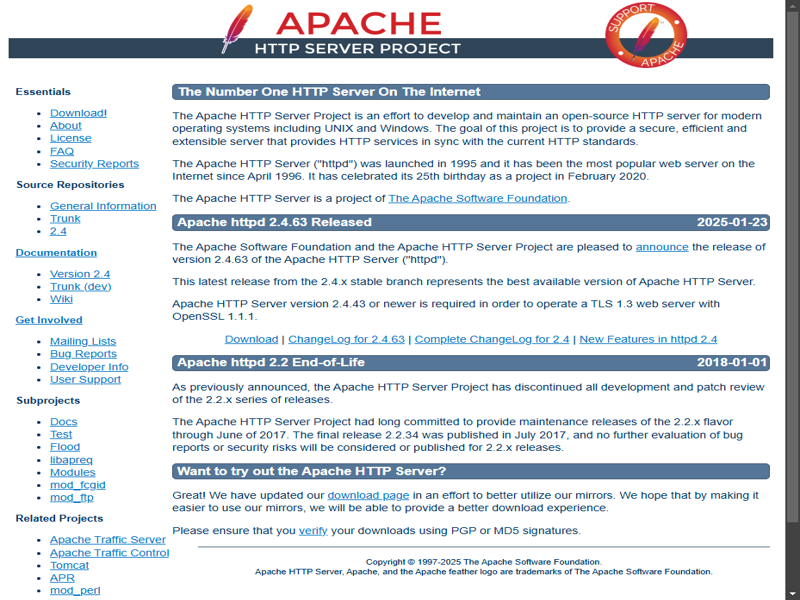 APACHE
HTTP SERVER PROJECT
SUPPORT
APACHE
Essentials
Download!
About
License
FAQ
Security Reports
Source Repositories
General Information
Trunk
2.4
Documentation
Version 2.4
Trunk (dev)
Wiki
Get Involved
Mailing Lists
Bug Reports
Developer Info
User Support
Subprojects
Docs
Test
Flood
libapreq
Modules
mod_fcgid
mod_ftp
Related Projects
Apache Traffic Server
Apache Traffic Control
Tomcat
APR
mod_perl
The Number One HTTP Server On The Internet
The Apache HTTP Server Project is an effort to develop and maintain an open-source HTTP server for modern
operating systems including UNIX and Windows. The goal of this project is to provide a secure, efficient and
extensible server that provides HTTP services in sync with the current HTTP standards.
The Apache HTTP Server ("httpd") was launched in 1995 and it has been the most popular web server on the
Internet since April 1996. It has celebrated its 25th birthday as a project in February 2020.
The Apache HTTP Server is a project of The Apache Software Foundation.
Apache httpd 2.4.63 Released 2025-01-23
The Apache Software Foundation and the Apache HTTP Server Project are pleased to announce the release of
version 2.4.63 of the Apache HTTP Server ("httpd").
This latest release from the 2.4.x stable branch represents the best available version of Apache HTTP Server.
Apache HTTP Server version 2.4.43 or newer is required in order to operate a TLS 1.3 web server with
OpenSSL 1.1.1.
Download | ChangeLog for 2.4.63 | Complete ChangeLog for 2.4 | New Features in httpd 2.4
Apache httpd 2.2 End-of-Life 2018-01-01
As previously announced, the Apache HTTP Server Project has discontinued all development and patch review
of the 2.2.x series of releases.
The Apache HTTP Server Project had long committed to provide maintenance releases of the 2.2.x flavor
through June of 2017. The final release 2.2.34 was published in July 2017, and no further evaluation of bug
reports or security risks will be considered or published for 2.2.x releases.
Want to try out the Apache HTTP Server?
Great! We have updated our download page in an effort to better utilize our mirrors. We hope that by making it
easier to use our mirrors, we will be able to provide a better download experience.
Please ensure that you verify your downloads using PGP or MD5 signatures.
Copyright © 1997-2025 The Apache Software Foundation.
Apache HTTP Server, Apache, and the Apache feather logo are trademarks of The Apache Software Foundation.